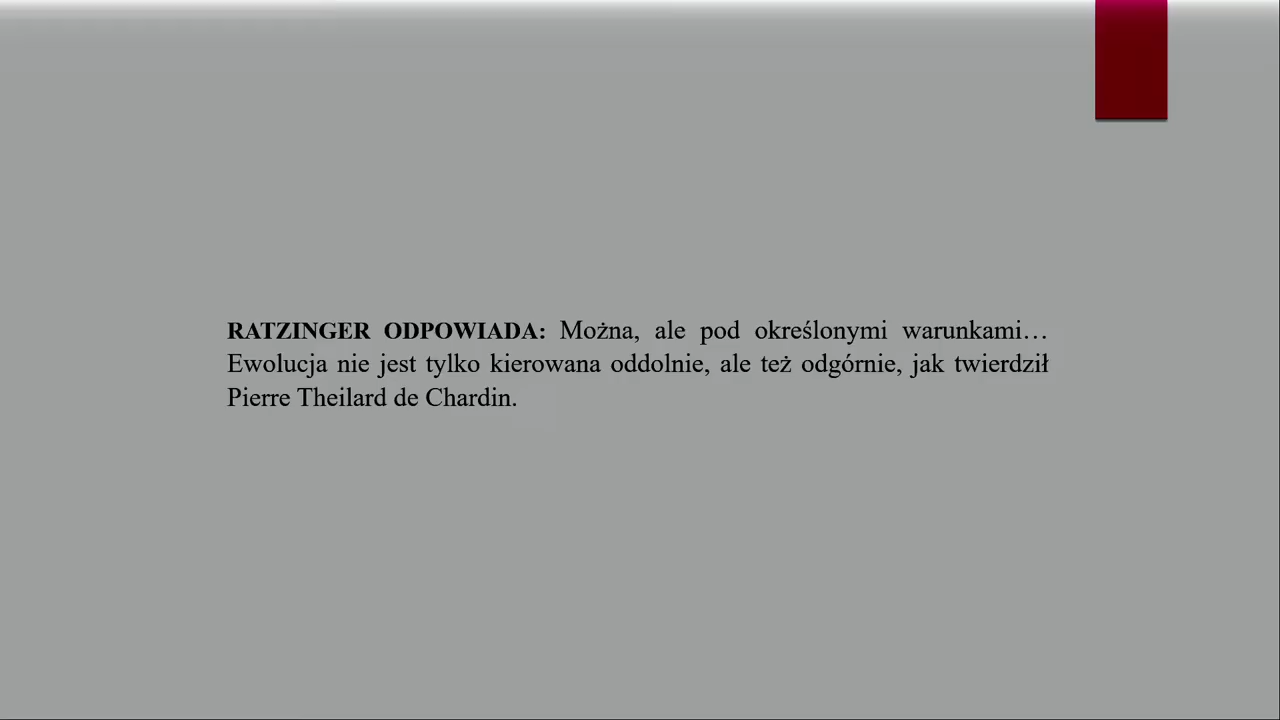 RATZINGER ODPOWIADA: Można, ale pod określonymi warunkami…
Ewolucja nie jest tylko kierowana oddolnie, ale też odgórnie, jak twierdził
Pierre Theilard de Chardin.